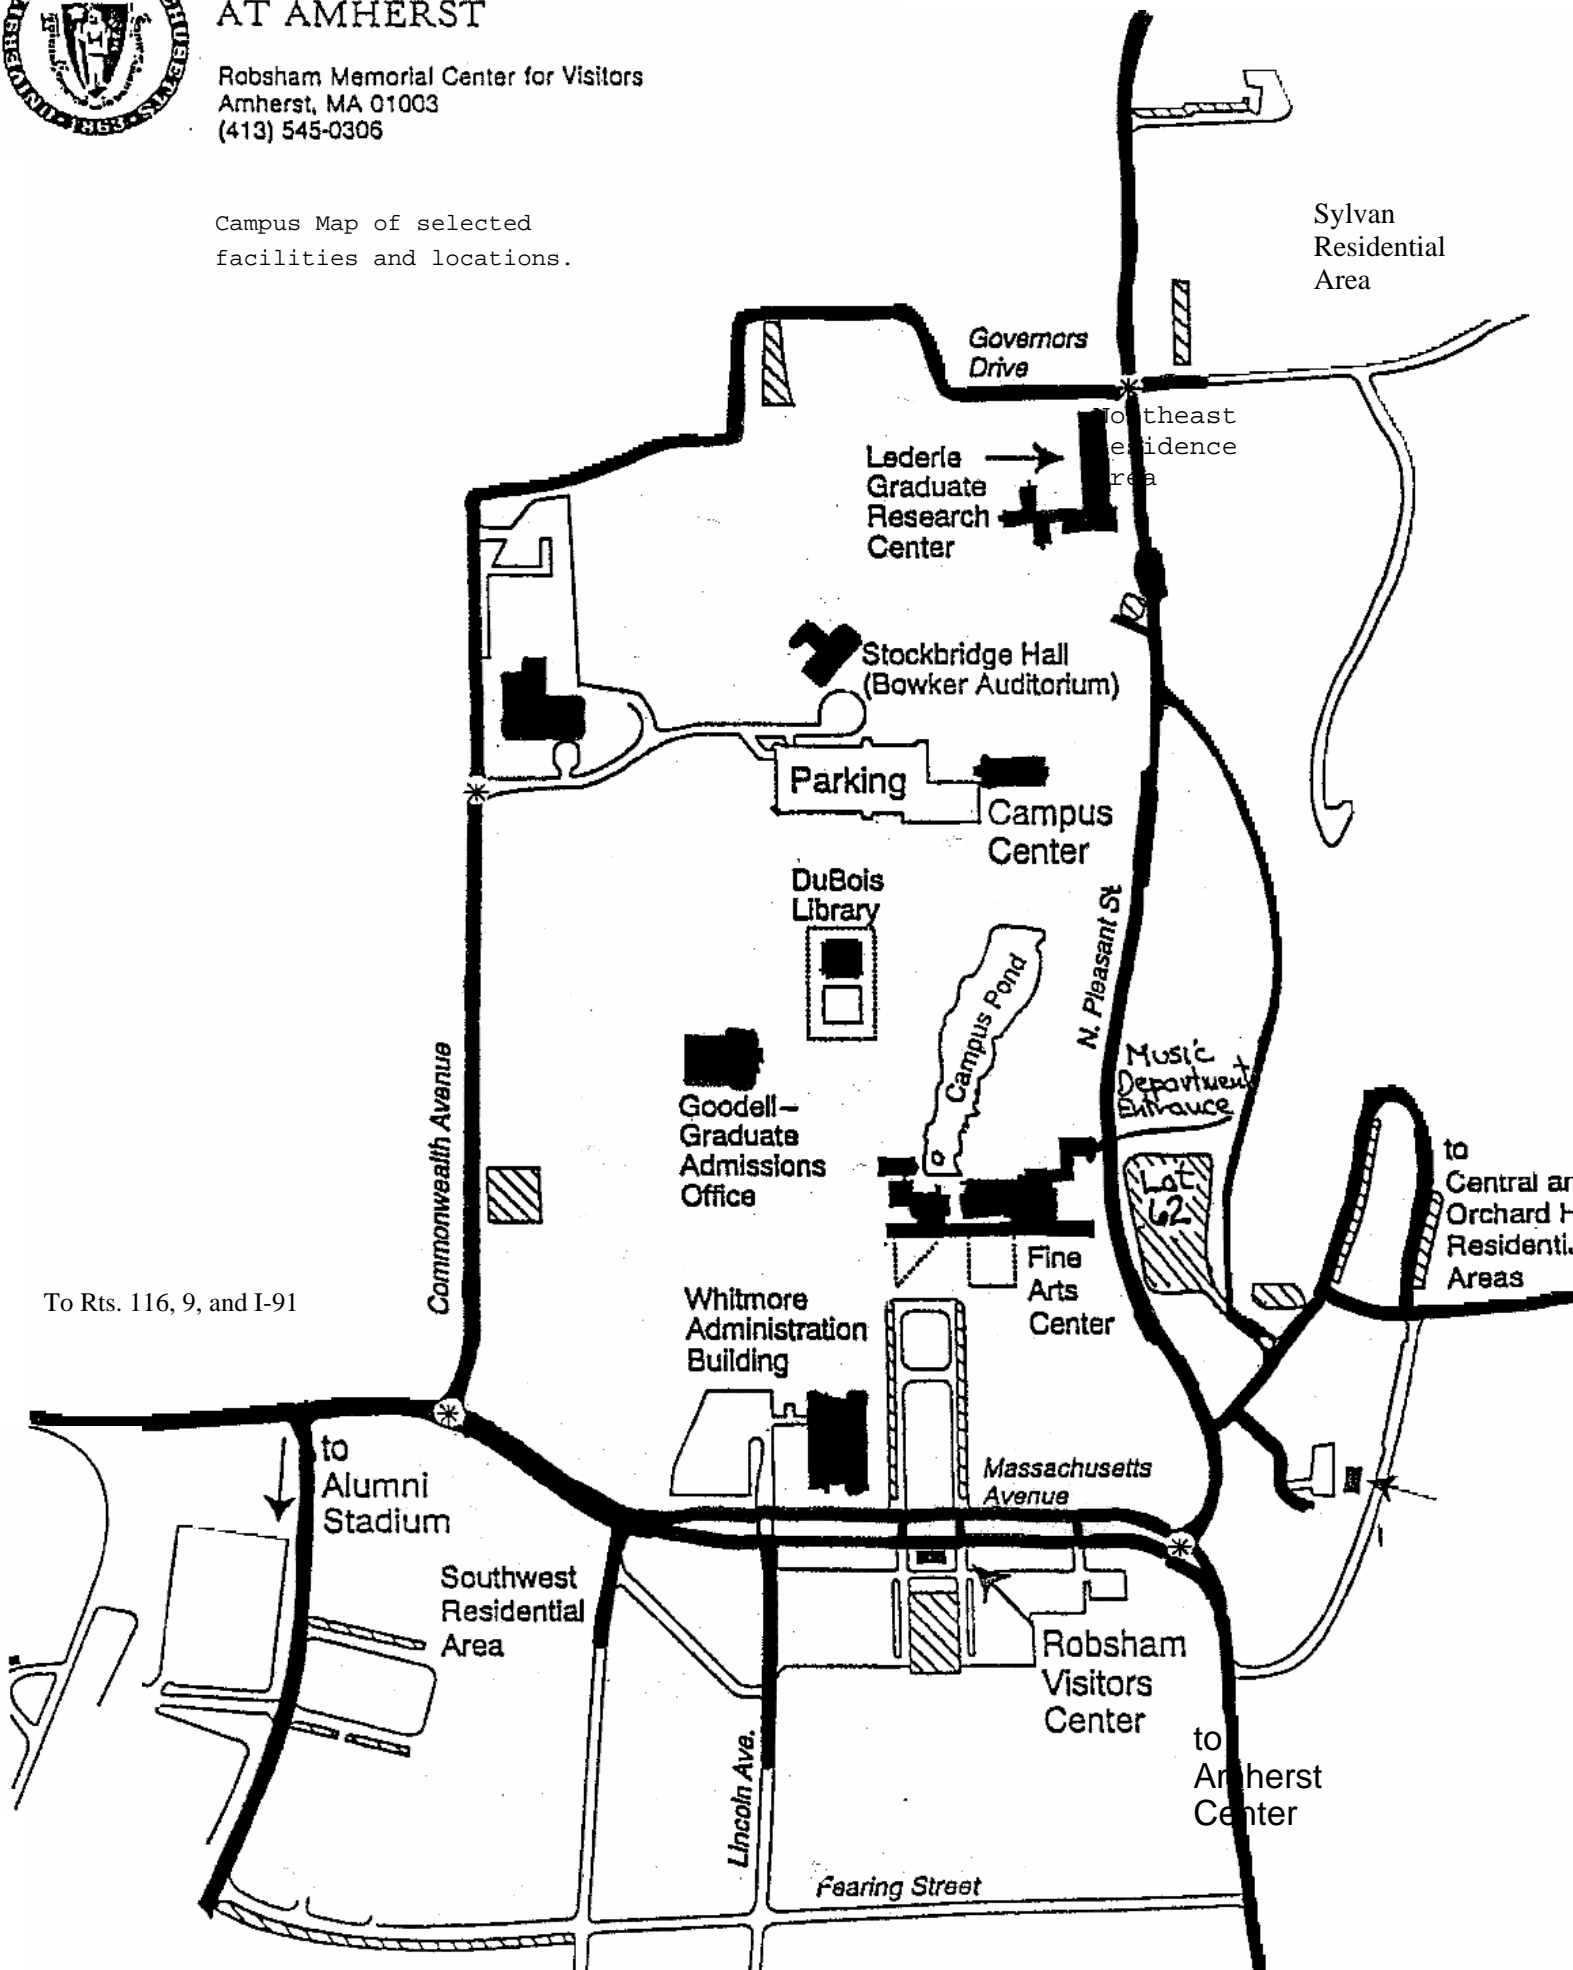 AT AMHERST
Robsham Memorial Center for Visitors
Amherst, MA 01003
(413) 545-0306
1863
Campus Map of selected
facilities and locations.
Sylvan
Residential
Area
Governors
Drive
Northeast
Residence
Area
Lederle
Graduate
Research
Center
Stockbridge Hall
(Bowker Auditorium)
Parking
Campus
Center
DuBois
Library
N. Pleasant St
Campus Pond
Music
Department
Entrance
Commonwealth Avenue
Goodell–
Graduate
Admissions
Office
Lot
62
to
Central
Orchard
Areas
Fine
Arts
Center
To Rts. 116, 9, and I-91
Whitmore
Administration
Building
to
Alumni
Stadium
Massachusetts
Avenue
Southwest
Residential
Area
Robsham
Visitors
Center
to
Amherst
Center
Lincoln Ave.
Fearing Street